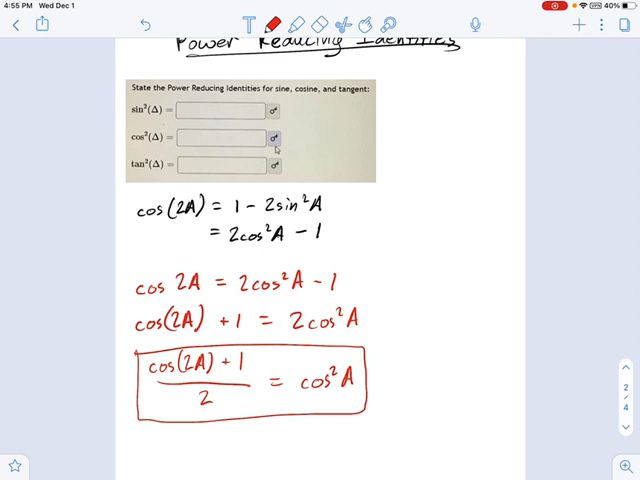 4:55 PM Wed Dec 1
VPN 40%
Power Reducing Identities
State the Power Reducing Identities for sine, cosine, and tangent:
sin²(Δ) =
cos²(Δ) =
tan²(Δ) =
cos(2A) = 1 - 2sin²A
= 2cos²A - 1
cos 2A = 2cos²A - 1
cos(2A) + 1 = 2cos²A
cos(2A) + 1
2
= cos²A
2
/
4